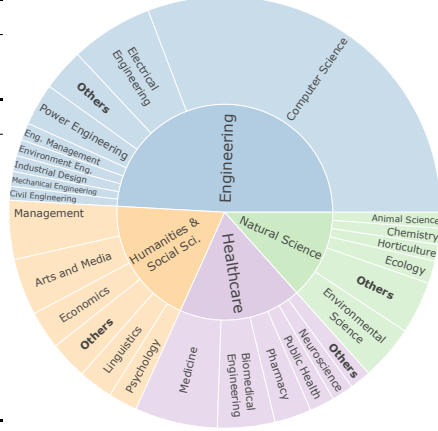 Engineering
Computer Science
Electrical
Engineering
Others
Power Engineering
Eng. Management
Environment Eng.
Industrial Design
Mechanical Engineering
Civil Engineering
Humanities &
Social Sci.
Management
Arts and Media
Economics
Others
Linguistics
Psychology
Healthcare
Medicine
Biomedical
Engineering
Pharmacy
Public Health
Neuroscience
Others
Natural Science
Environmental
Science
Others
Ecology
Horticulture
Chemistry
Animal Science